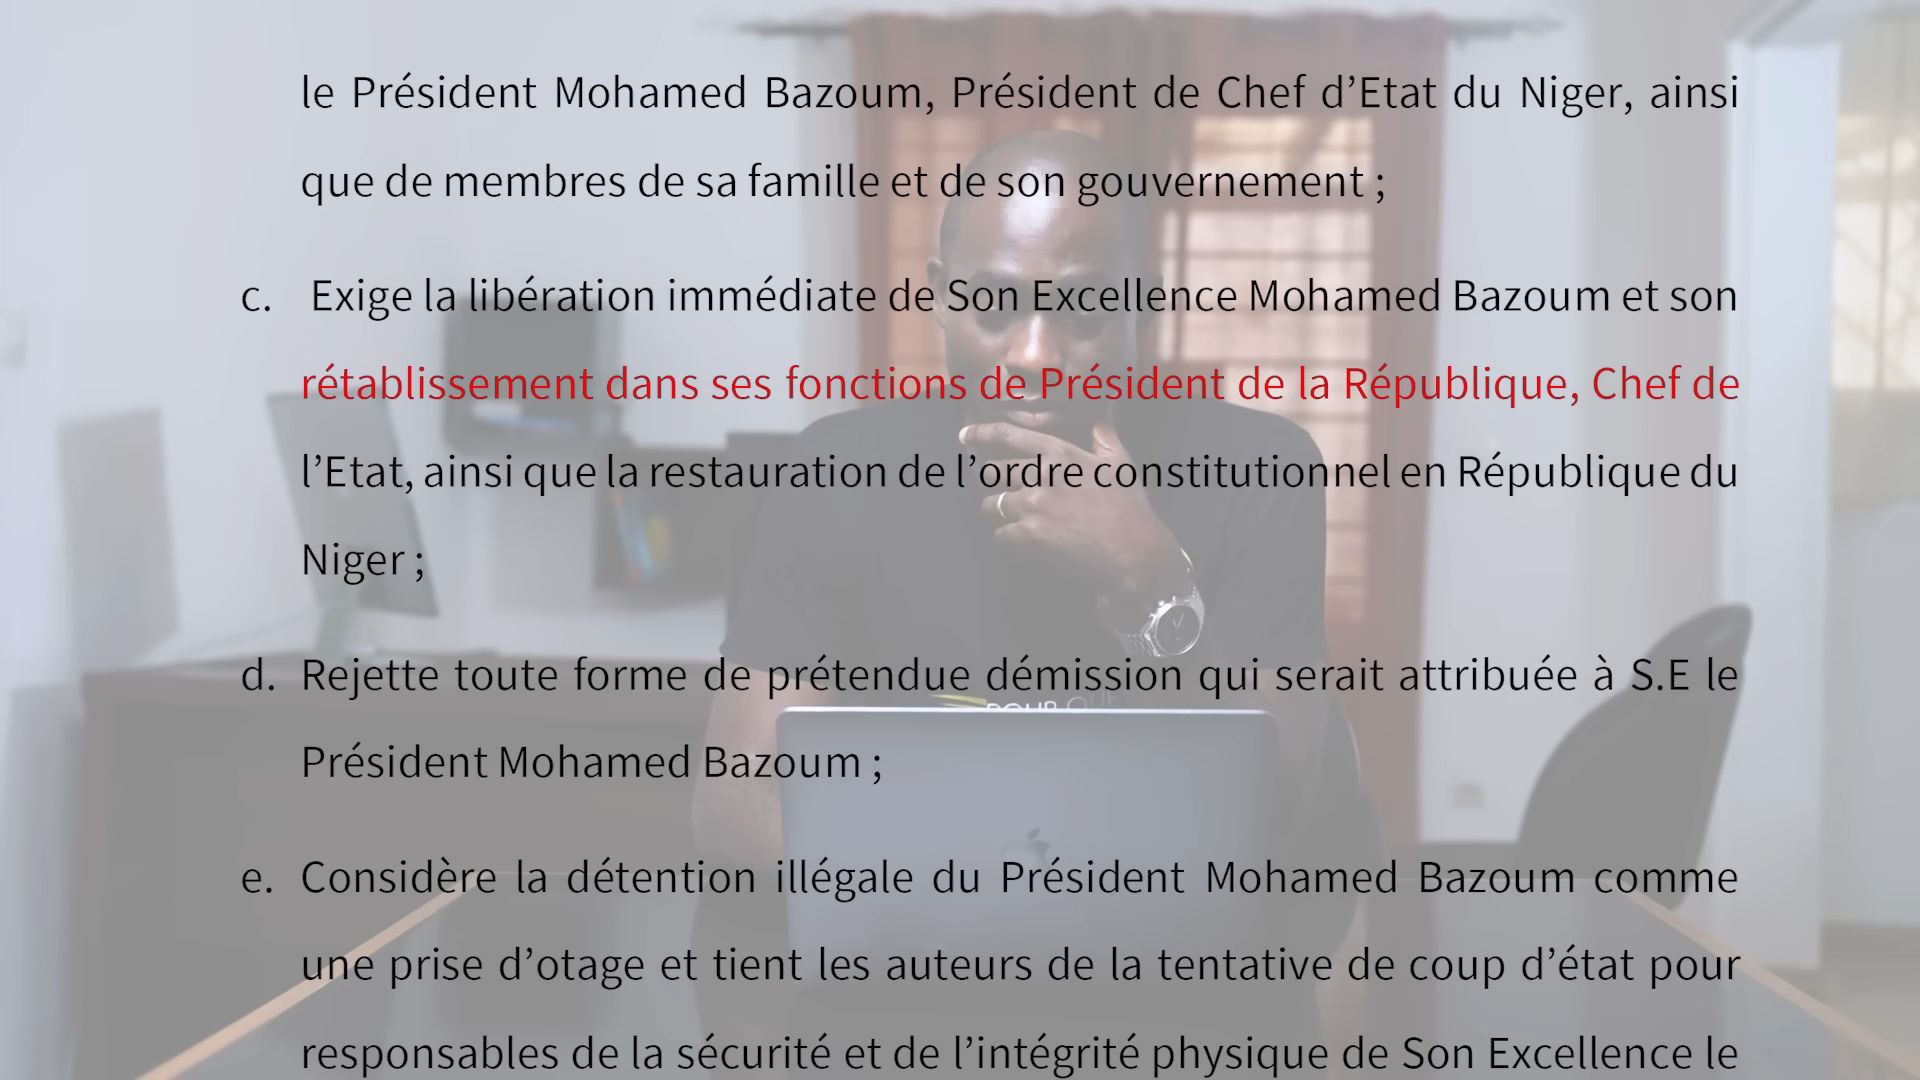 le Président Mohamed Bazoum, Président de Chef d’Etat du Niger, ainsi
que de membres de sa famille et de son gouvernement ;
c. Exige la libération immédiate de Son Excellence Mohamed Bazoum et son
rétablissement dans ses fonctions de Président de la République, Chef de
l’Etat, ainsi que la restauration de l’ordre constitutionnel en République du
Niger ;
d. Rejette toute forme de prétendue démission qui serait attribuée à S.E le
Président Mohamed Bazoum ;
POUR QUE
e. Considère la détention illégale du Président Mohamed Bazoum comme
une prise d’otage et tient les auteurs de la tentative de coup d’état pour
responsables de la sécurité et de l’intégrité physique de Son Excellence le